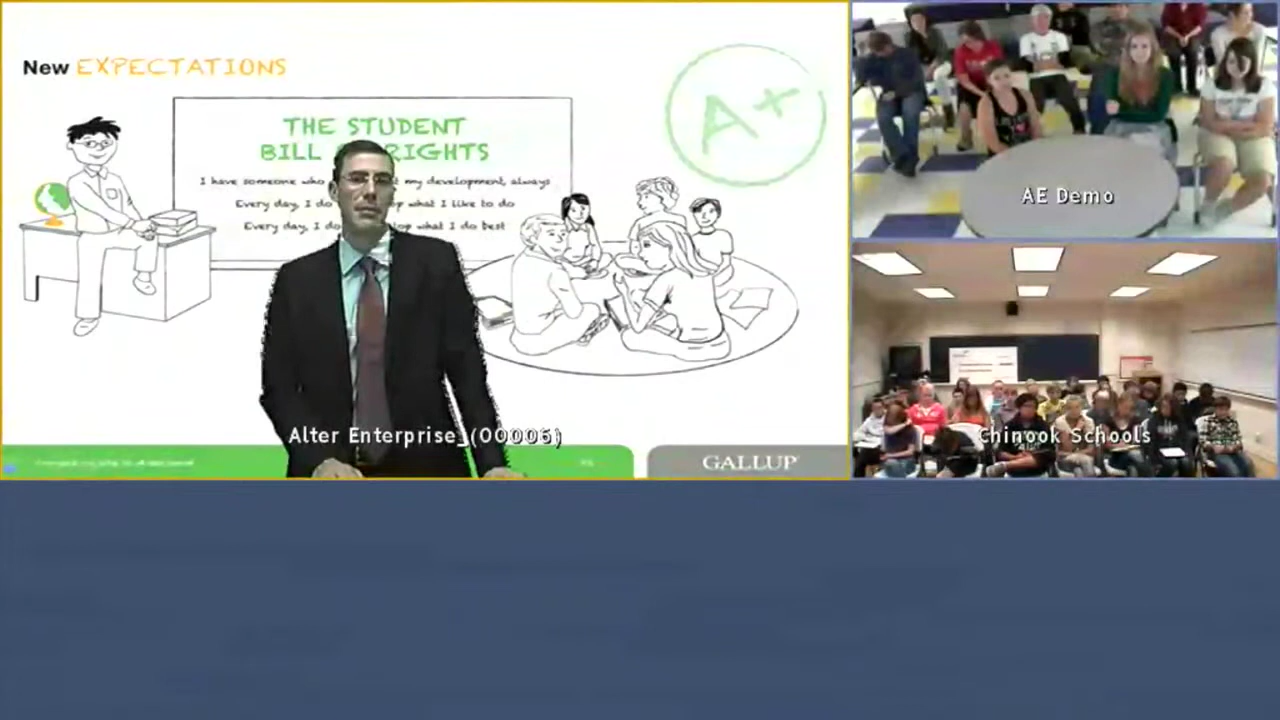 New EXPECTATIONS
A+
THE STUDENT
BILL RIGHTS
I have someone who my development, always
Every day, I do what I like to do
Every day, I do what I do best
AE Demo
Alter Enterprise_(00006)
Chinook Schools
GALLUP